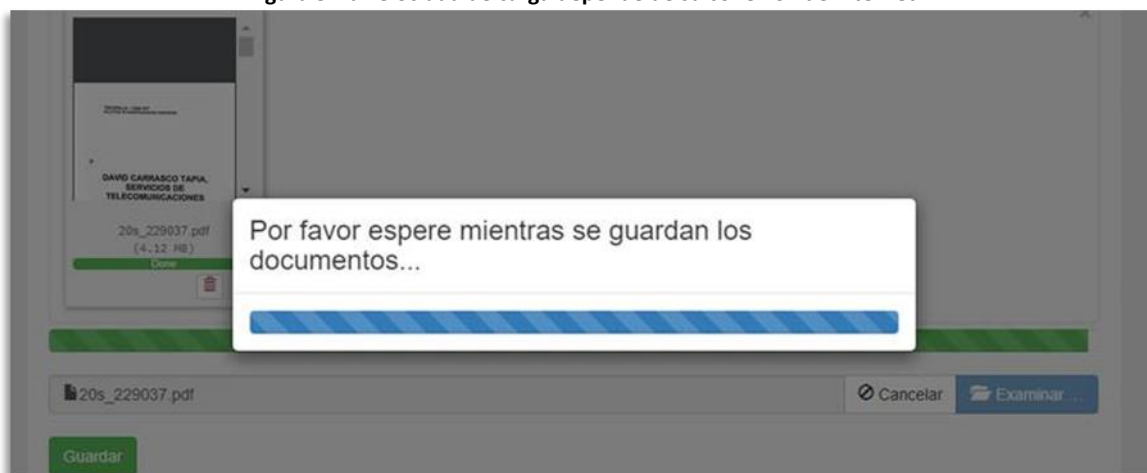 DAVID CARRASCO TAPIA,
SERVICIOS DE
TELECOMUNICACIONES
20s_229037.pdf
(4.12 MB)
Done
Por favor espere mientras se guardan los
documentos...
20s_229037.pdf
Cancelar
Examinar ...
Guardar